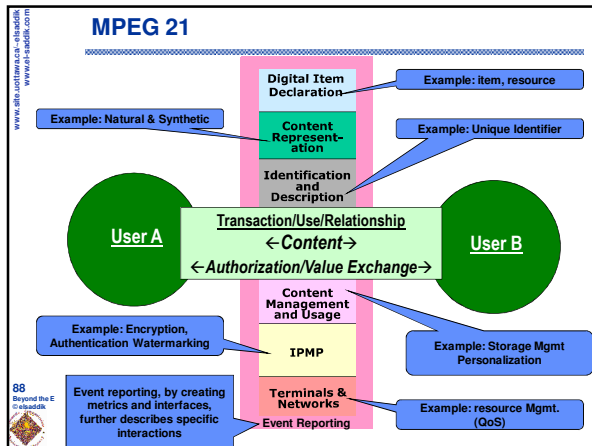 MPEG 21
www.site.uottawa.ca/~elsaddik
www.el-saddik.com
Digital Item
Declaration
Example: item, resource
Example: Natural & Synthetic
Content
Represent-
ation
Example: Unique Identifier
Identification
and
Description
User A
Transaction/Use/Relationship
←Content→
←Authorization/Value Exchange→
User B
Content
Management
and Usage
Example: Encryption,
Authentication Watermarking
IPMP
Example: Storage Mgmt
Personalization
Event reporting, by creating
metrics and interfaces,
further describes specific
interactions
Terminals &
Networks
Event Reporting
Example: resource Mgmt.
(QoS)
88
Beyond the E
©elsaddik